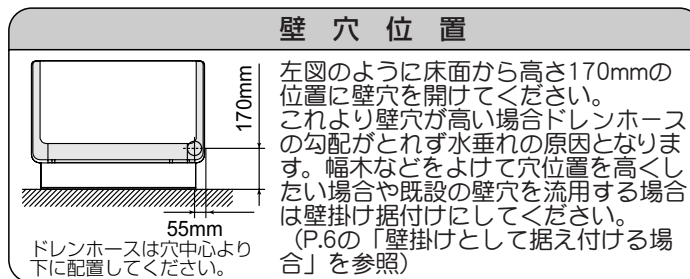 壁穴位置
170mm
55mm
ドレンホースは穴中心より
下に配置してください。
左図のように床面から高さ170mmの
位置に壁穴を開けてください。
これより壁穴が高い場合ドレンホース
の勾配がとれず水垂れの原因となりま
す。幅木などをよけて穴位置を高くし
たい場合や既設の壁穴を流用する場合
は壁掛け据付けにしてください。
（P.6の「壁掛けとして据え付ける場
合」を参照）